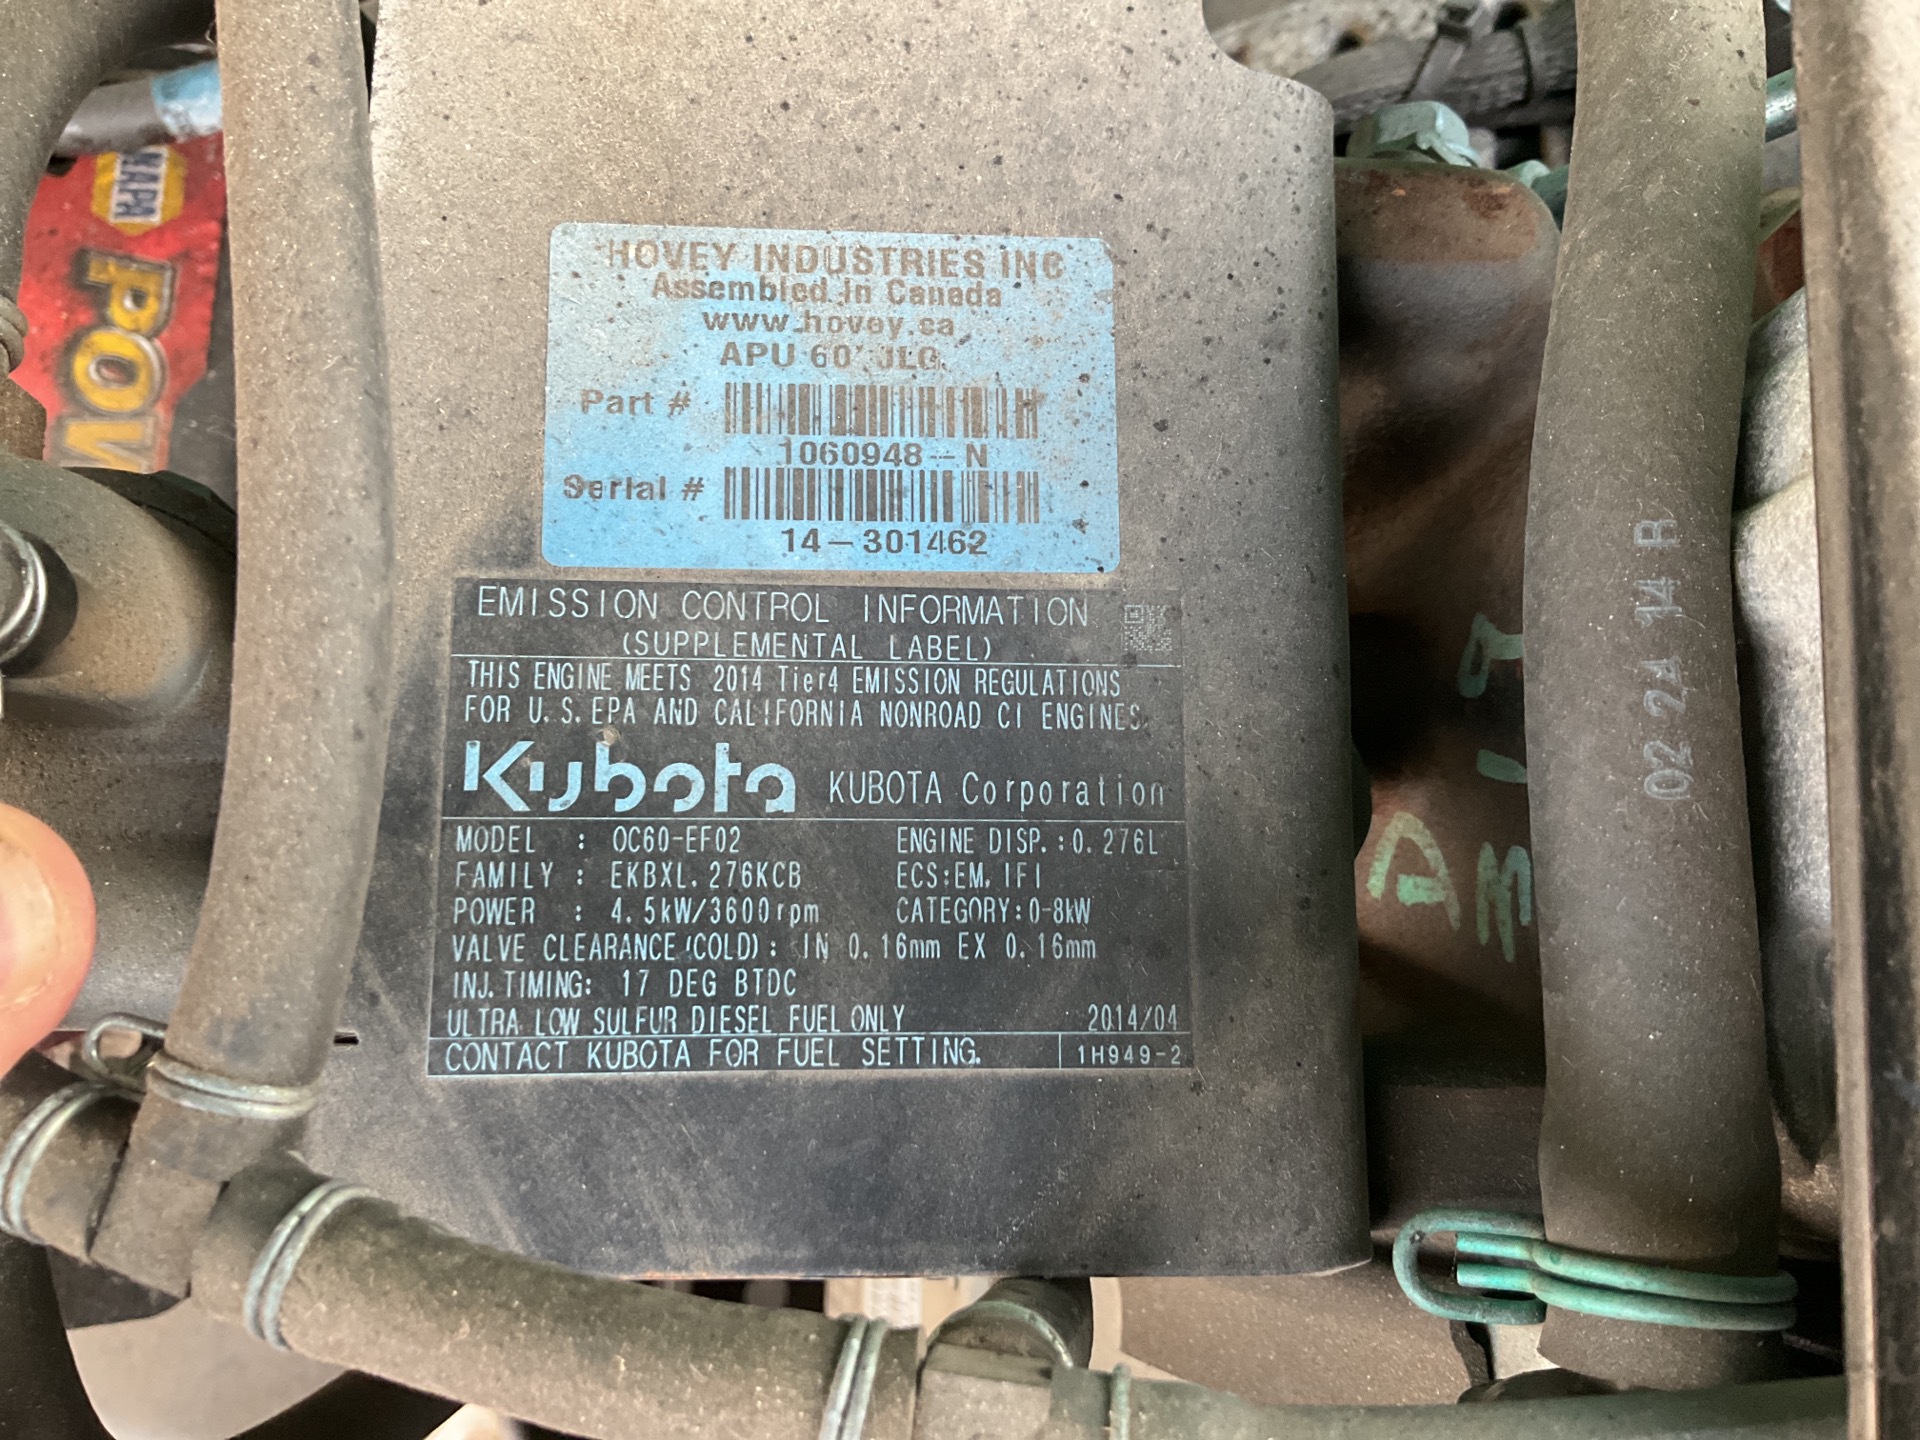 NAPA
POW
HOVEY INDUSTRIES INC
Assembled in Canada
www.hovey.ca
APU 60' JLG
Part #
1060948-N
Serial #
14-301462
EMISSION CONTROL INFORMATION
(SUPPLEMENTAL LABEL)
THIS ENGINE MEETS 2014 Tier4 EMISSION REGULATIONS
FOR U.S.EPA AND CALIFORNIA NONROAD CI ENGINES.
Kubota KUBOTA Corporation
MODEL : OC60-EF02 ENGINE DISP.:0.276L
FAMILY : EKBXL.276KCB ECS:EM,IFI
POWER : 4.5kW/3600rpm CATEGORY:0-8kW
VALVE CLEARANCE(COLD): IN 0.16mm EX 0.16mm
INJ.TIMING: 17 DEG BTDC
ULTRA LOW SULFUR DIESEL FUEL ONLY 2014/04
CONTACT KUBOTA FOR FUEL SETTING. 1H949-2
02 24 14 B